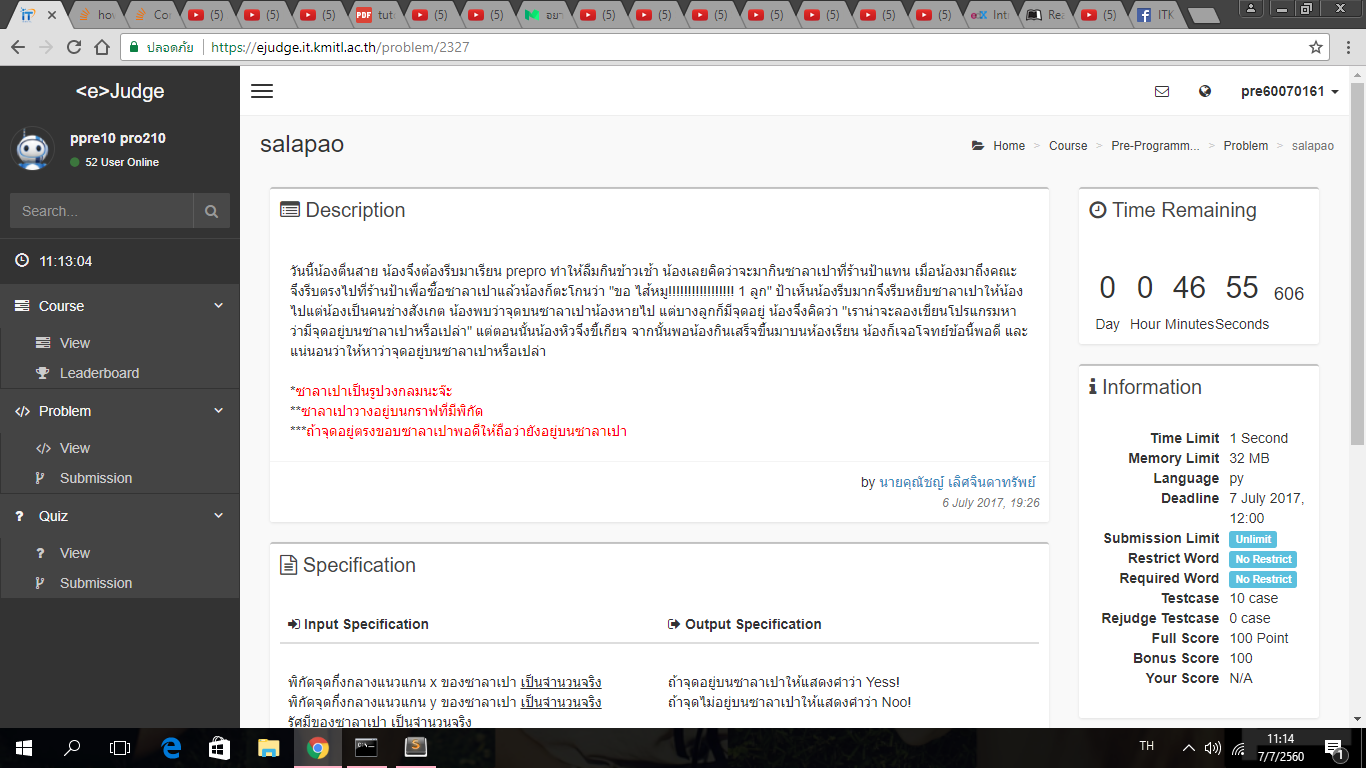 how
Co
(5)
(5)
(5)
PDF tut
(5)
(5)
อย
(5)
(5)
(5)
(5)
(5)
(5)
(5)
Int
Rea
(5)
ITK
ปลอดภัย https://ejudge.it.kmitl.ac.th/problem/2327
<e>Judge
pre60070161
ppre10 pro210
52 User Online
Search...
11:13:04
Course
View
Leaderboard
Problem
View
Submission
Quiz
View
Submission
salapao
Home > Course > Pre-Programm... > Problem > salapao
Description
วันนี้น้องตื่นสาย น้องจึงต้องรีบมาเรียน prepro ทำให้ลืมกินข้าวเช้า น้องเลยคิดว่าจะมากินซาลาเปาที่ร้านป้าแทน เมื่อน้องมาถึงคณะ
จึงรีบตรงไปที่ร้านป้าเพื่อซื้อซาลาเปาแล้วน้องก็ตะโกนว่า "ขอ ไส้หมู!!!!!!!!!!!!!!!!! 1 ลูก" ป้าเห็นน้องรีบมากจึงรีบหยิบซาลาเปาให้น้อง
ไปแต่น้องเป็นคนช่างสังเกต น้องพบว่าจุดบนซาลาเปาน้องหายไป แต่บางลูกก็มีจุดอยู่ น้องจึงคิดว่า "เราน่าจะลองเขียนโปรแกรมหา
ว่ามีจุดอยู่บนซาลาเปาหรือเปล่า" แต่ตอนนั้นน้องหิวจึงขี้เกียจ จากนั้นพอน้องกินเสร็จขึ้นมาบนห้องเรียน น้องก็เจอโจทย์ข้อนี้พอดี และ
แน่นอนว่าให้หาว่าจุดอยู่บนซาลาเปาหรือเปล่า
*ซาลาเปาเป็นรูปวงกลมนะจ๊ะ
**ซาลาเปาวางอยู่บนกราฟที่มีพิกัด
***ถ้าจุดอยู่ตรงขอบซาลาเปาพอดีให้ถือว่ายังอยู่บนซาลาเปา
by นายคุณัชญ์ เลิศจินดาทรัพย์
6 July 2017, 19:26
Specification
Input Specification
Output Specification
พิกัดจุดกึ่งกลางแนวแกน x ของซาลาเปา เป็นจำนวนจริง
พิกัดจุดกึ่งกลางแนวแกน y ของซาลาเปา เป็นจำนวนจริง
รัศมีของซาลาเปา เป็นจำนวนจริง
ถ้าจุดอยู่บนซาลาเปาให้แสดงคำว่า Yess!
ถ้าจุดไม่อยู่บนซาลาเปาให้แสดงคำว่า Noo!
Time Remaining
0 0 46 55 606
Day Hour Minutes Seconds
Information
Time Limit 1 Second
Memory Limit 32 MB
Language py
Deadline 7 July 2017,
12:00
Submission Limit Unlimit
Restrict Word No Restrict
Required Word No Restrict
Testcase 10 case
Rejudge Testcase 0 case
Full Score 100 Point
Bonus Score 100
Your Score N/A
TH
11:14
7/7/2560
1